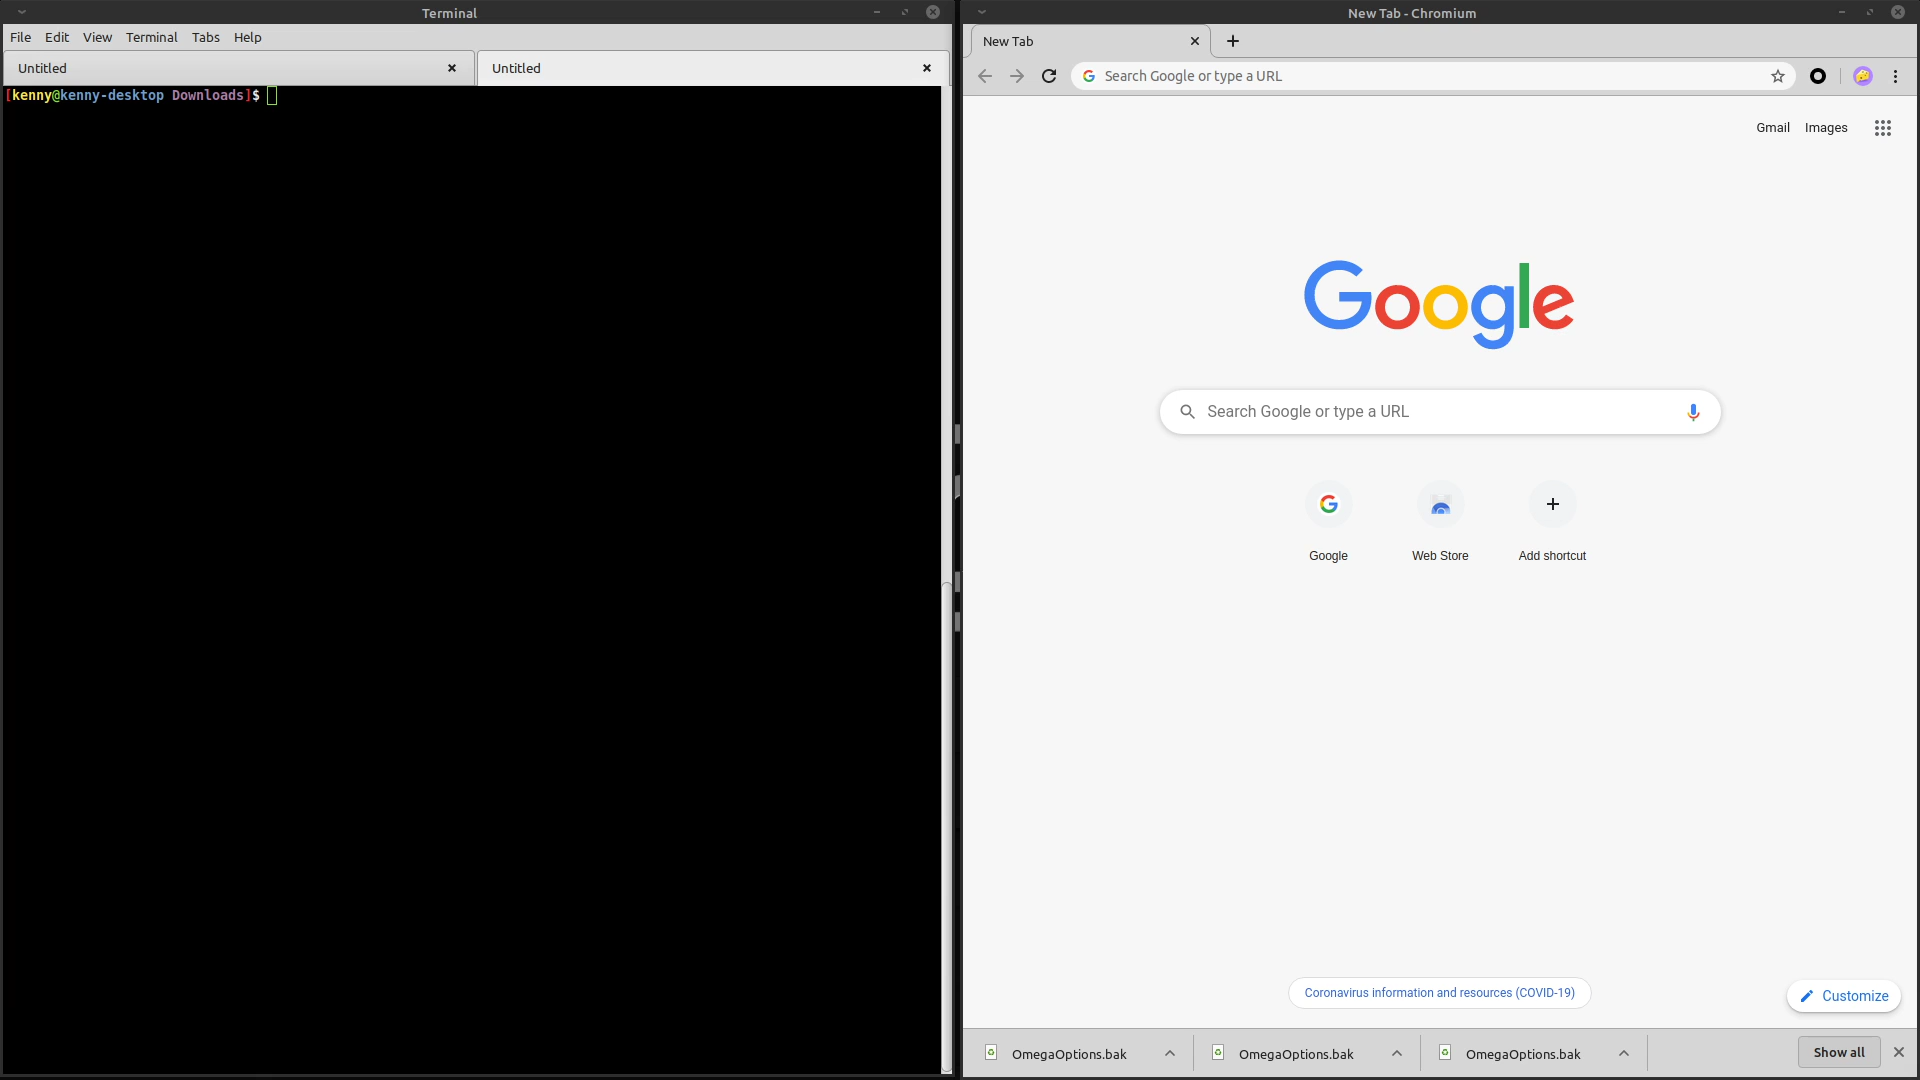 Terminal
File Edit View Terminal Tabs Help
Untitled
Untitled
[kenny@kenny-desktop Downloads]$
New Tab - Chromium
New Tab
Search Google or type a URL
Gmail Images
Google
Search Google or type a URL
Google
Web Store
Add shortcut
Coronavirus information and resources (COVID-19)
Customize
OmegaOptions.bak
OmegaOptions.bak
OmegaOptions.bak
Show all